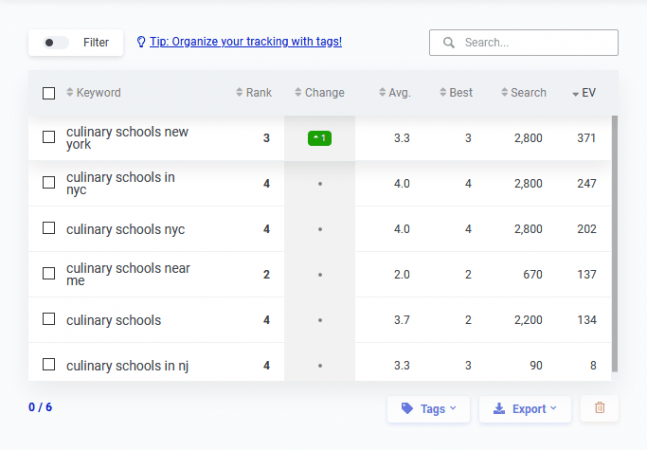 Filter Tip: Organize your tracking with tags! Search...
Keyword Rank Change Avg. Best Search EV
culinary schools new
york 3 1 3.3 3 2,800 371
culinary schools in
nyc 4 • 4.0 4 2,800 247
culinary schools nyc 4 • 4.0 4 2,800 202
culinary schools near
me 2 • 2.0 2 670 137
culinary schools 4 • 3.7 2 2,200 134
culinary schools in nj 4 • 3.3 3 90 8
0 / 6 Tags Export